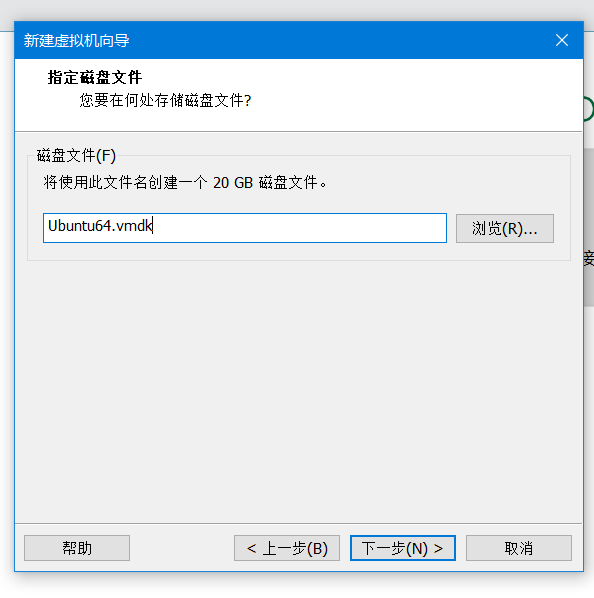 新建虚拟机向导
指定磁盘文件
您要在何处存储磁盘文件?
磁盘文件(F)
将使用此文件名创建一个 20 GB 磁盘文件。
Ubuntu64.vmdk
浏览(R)...
接
帮助
< 上一步(B)
下一步(N) >
取消